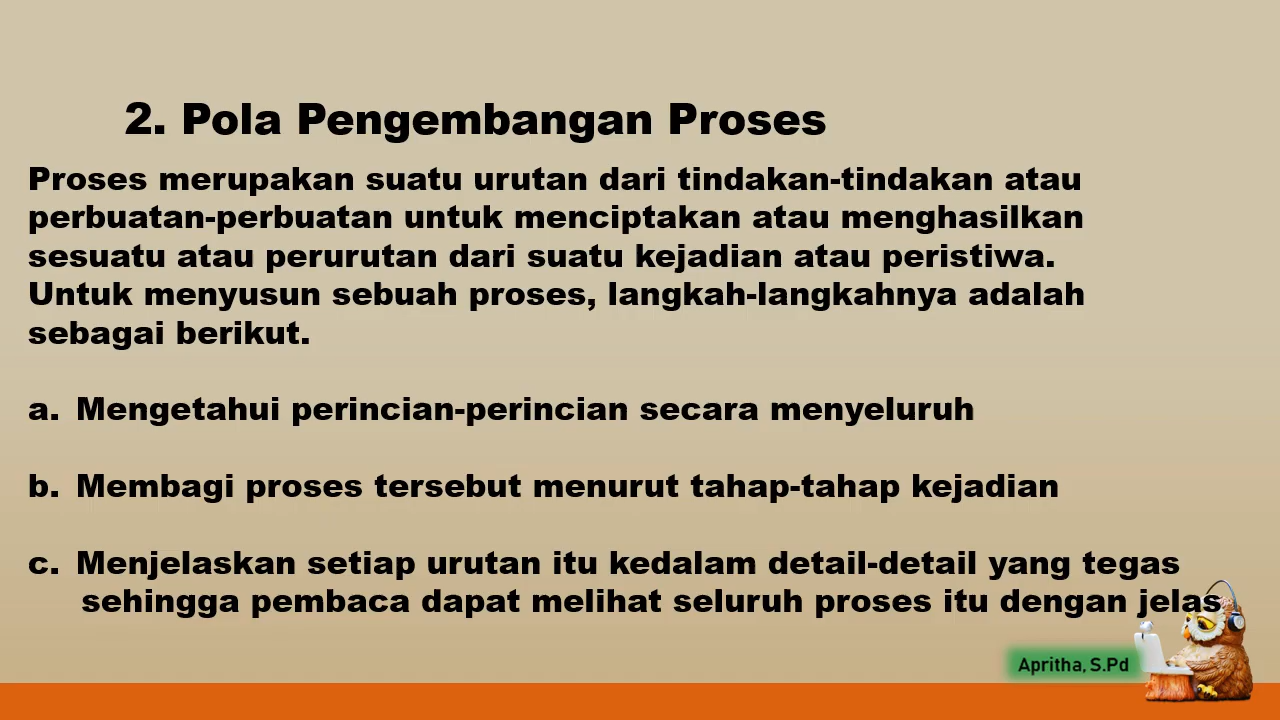 2. Pola Pengembangan Proses
Proses merupakan suatu urutan dari tindakan-tindakan atau
perbuatan-perbuatan untuk menciptakan atau menghasilkan
sesuatu atau perurutan dari suatu kejadian atau peristiwa.
Untuk menyusun sebuah proses, langkah-langkahnya adalah
sebagai berikut.
a. Mengetahui perincian-perincian secara menyeluruh
b. Membagi proses tersebut menurut tahap-tahap kejadian
c. Menjelaskan setiap urutan itu kedalam detail-detail yang tegas
sehingga pembaca dapat melihat seluruh proses itu dengan jelas
Apritha, S.Pd